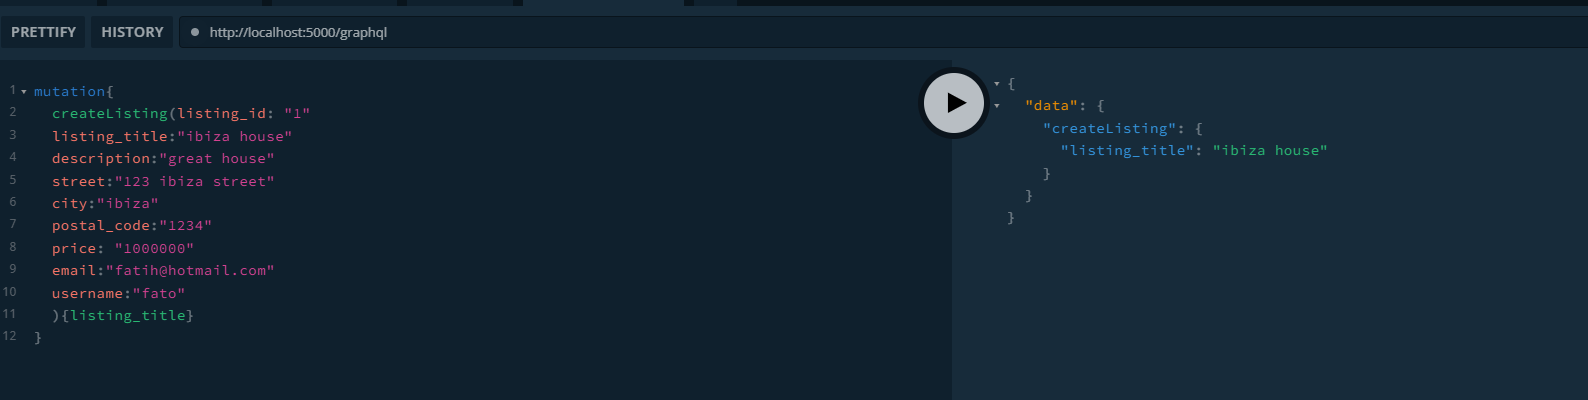 PRETTIFY HISTORY http://localhost:5000/graphql
1 mutation{
2 createListing(listing_id: "1"
3 listing_title:"ibiza house"
4 description:"great house"
5 street:"123 ibiza street"
6 city:"ibiza"
7 postal_code:"1234"
8 price: "1000000"
9 email:"fatih@hotmail.com"
10 username:"fato"
11 ){listing_title}
12 }
{
"data": {
"createListing": {
"listing_title": "ibiza house"
}
}
}